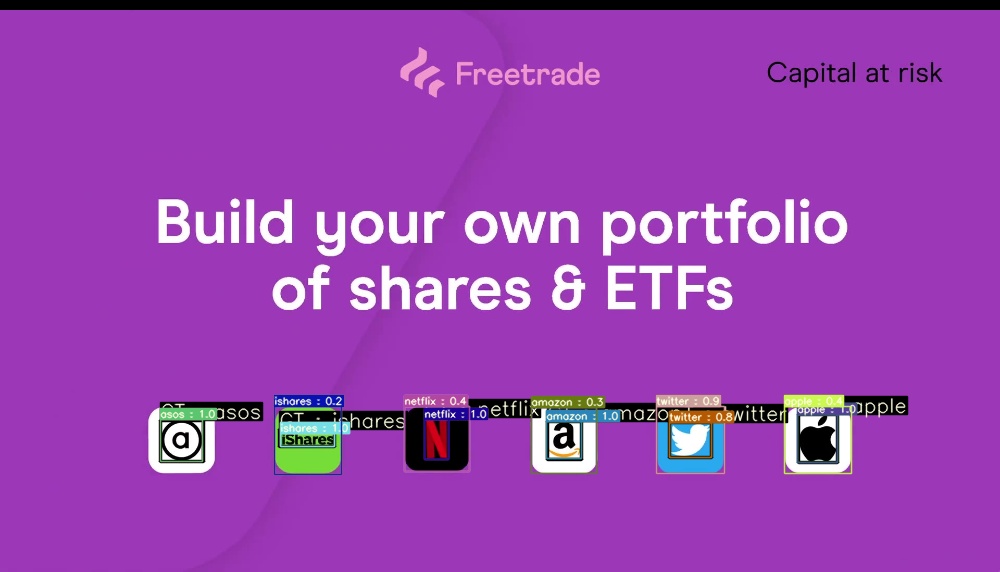 Freetrade
Capital at risk
Build your own portfolio
of shares & ETFs
ishares : 0.2
netflix : 0.4
amazon : 0.3
twitter : 0.9
apple : 0.4
asos : 1.0
asos
GT : ishares
ishares : 1.0
netflix : 1.0
netflix
amazon : 1.0
twitter : 0.8
twitter
apple : 1.0
apple
a
iShares
N
a